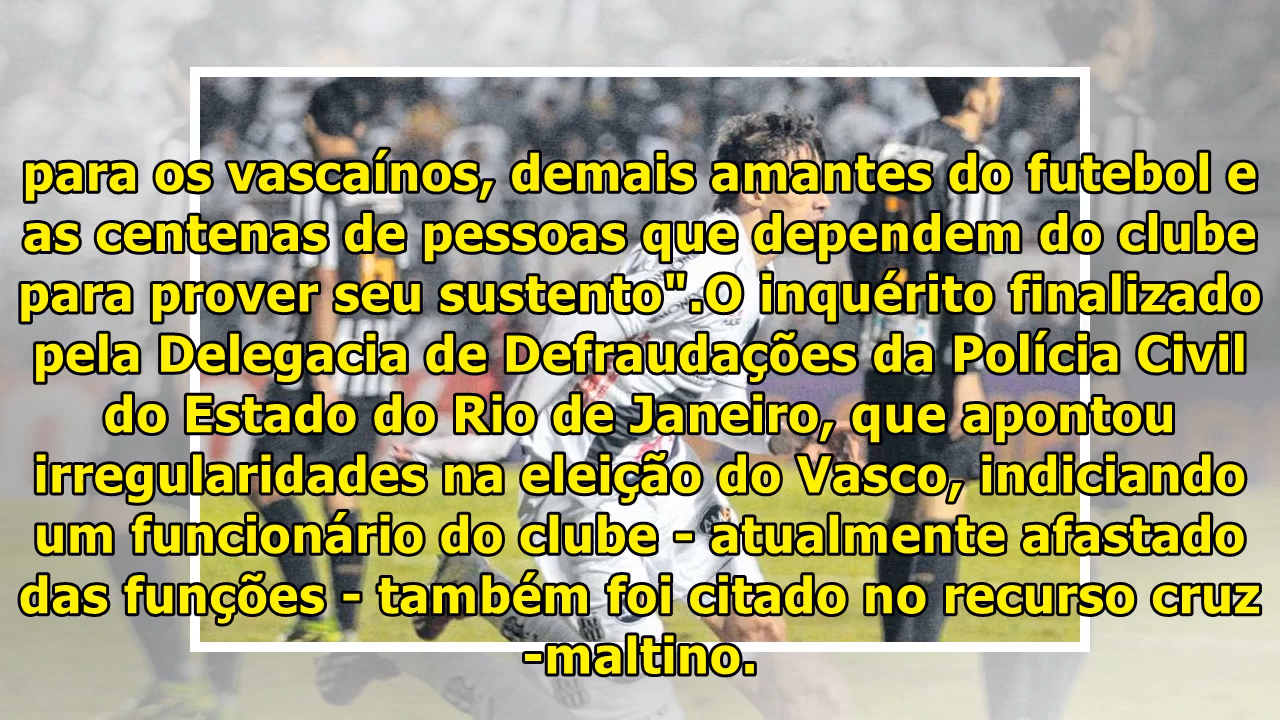 para os vascaínos, demais amantes do futebol e
as centenas de pessoas que dependem do clube
para prover seu sustento".O inquérito finalizado
pela Delegacia de Defraudações da Polícia Civil
do Estado do Rio de Janeiro, que apontou
irregularidades na eleição do Vasco, indiciando
um funcionário do clube - atualmente afastado
das funções - também foi citado no recurso cruz
-maltino.